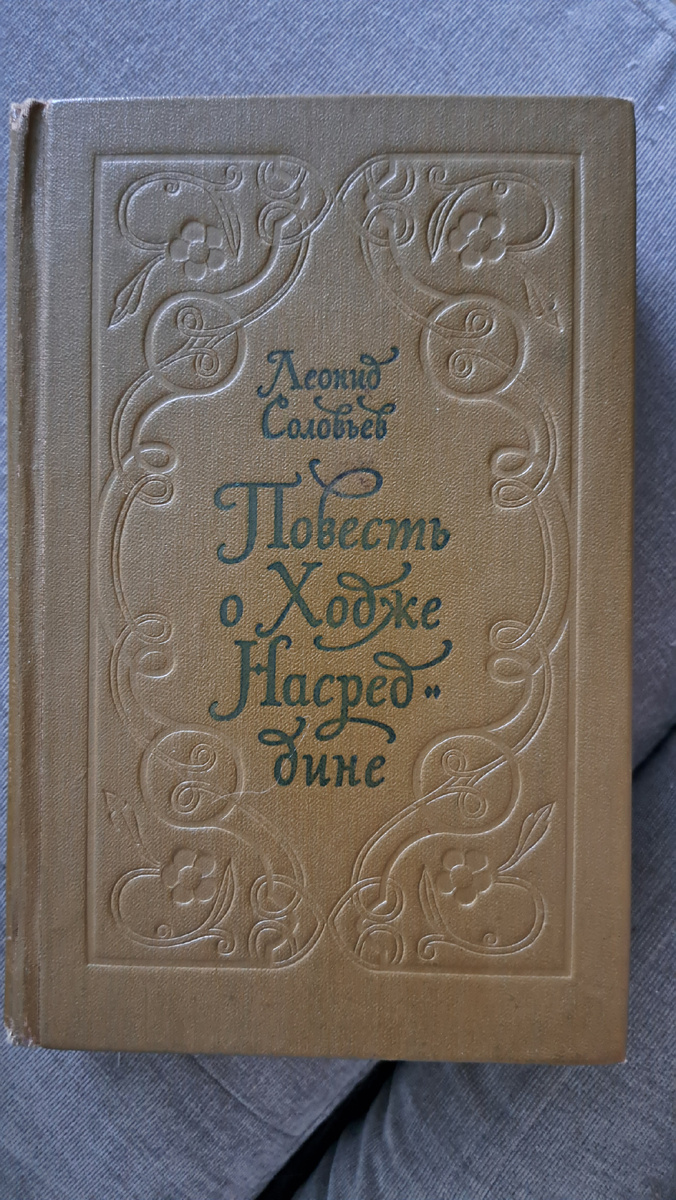 Леонид
Соловьев
Повесть
о Ходже
Насред-
дине